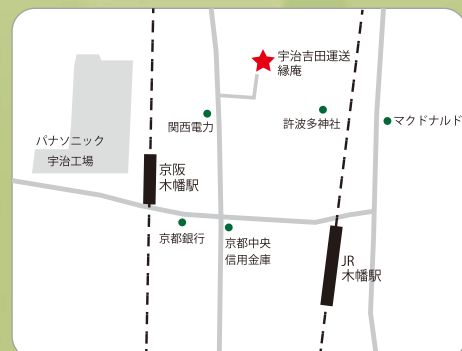 宇治吉田運送
縁庵
関西電力
許波多神社
マクドナルド
パナソニック
宇治工場
京阪
木幡駅
京都銀行
京都中央
信用金庫
JR
木幡駅